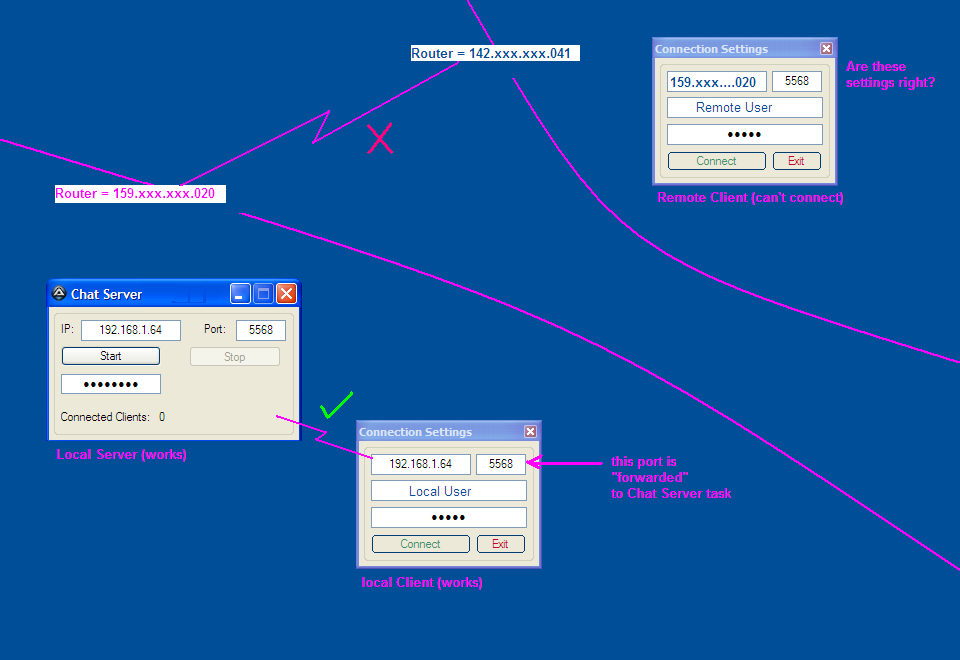 Router = 142.xxx.xxx.041
Connection Settings
159.xxx....020 5568
Remote User
•••••
Connect Exit
Are these
settings right?
Remote Client (can't connect)
Router = 159.xxx.xxx.020
Chat Server
IP: 192.168.1.64 Port: 5568
Start Stop
••••••••
Connected Clients: 0
Local Server (works)
Connection Settings
192.168.1.64 5568
Local User
•••••
Connect Exit
local Client (works)
this port is
"forwarded"
to Chat Server task